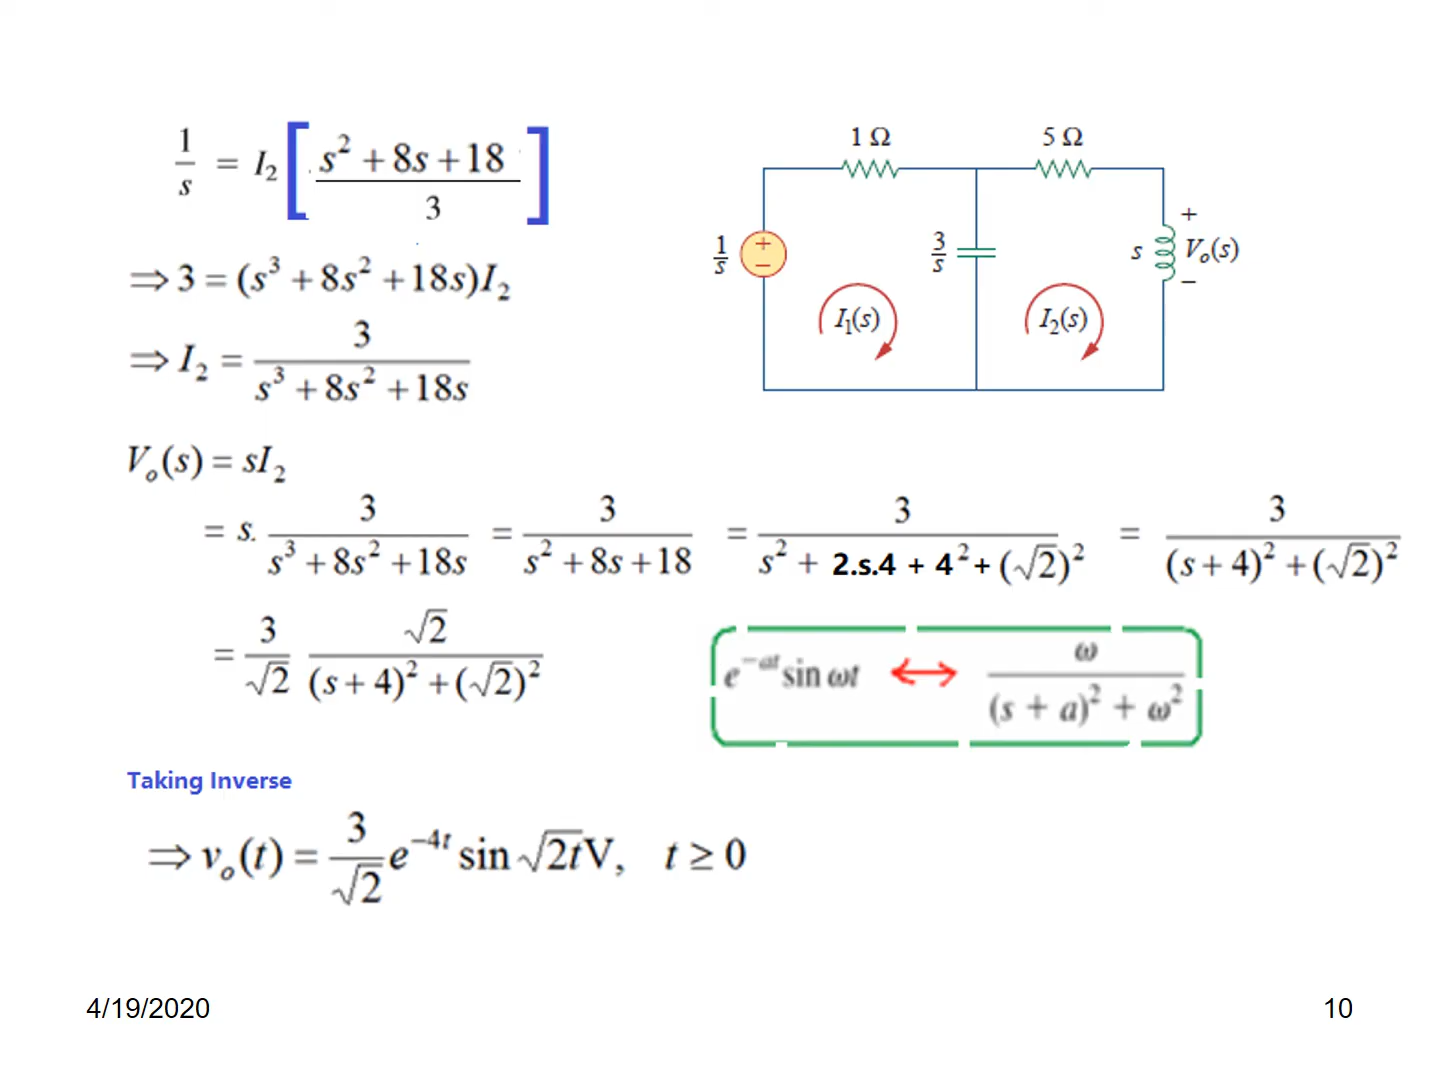 1/s = I₂ [ (s² + 8s + 18)/3 ]
⇒ 3 = (s³ + 8s² + 18s)I₂
⇒ I₂ = 3/(s³ + 8s² + 18s)
1 Ω 5 Ω
1/s + − 3/s s + Vₒ(s) −
I₁(s) I₂(s)
Vₒ(s) = sI₂
= s. 3/(s³ + 8s² + 18s) = 3/(s² + 8s + 18) = 3/(s² + 2.s.4 + 4² + (√2)²) = 3/((s + 4)² + (√2)²)
= 3/√2 √2/((s + 4)² + (√2)²)
e^{−at} sin ωt ↔ ω/((s + a)² + ω²)
Taking Inverse
⇒ vₒ(t) = 3/√2 e^{−4t} sin √2t V, t ≥ 0
4/19/2020
10